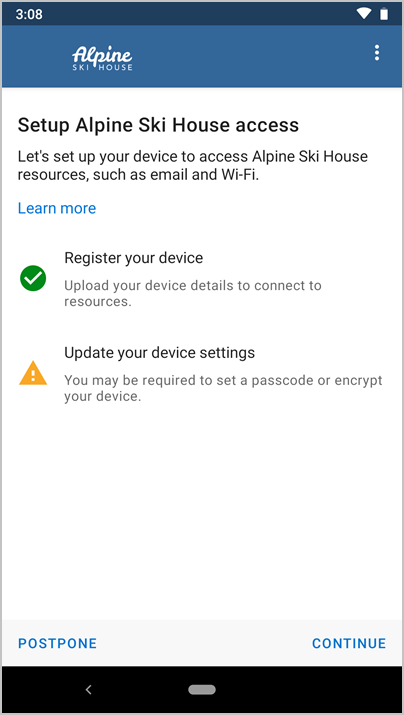 3:08
Alpine
SKI HOUSE
Setup Alpine Ski House access
Let's set up your device to access Alpine Ski House
resources, such as email and Wi-Fi.
Learn more
Register your device
Upload your device details to connect to
resources.
Update your device settings
You may be required to set a passcode or encrypt
your device.
POSTPONE
CONTINUE